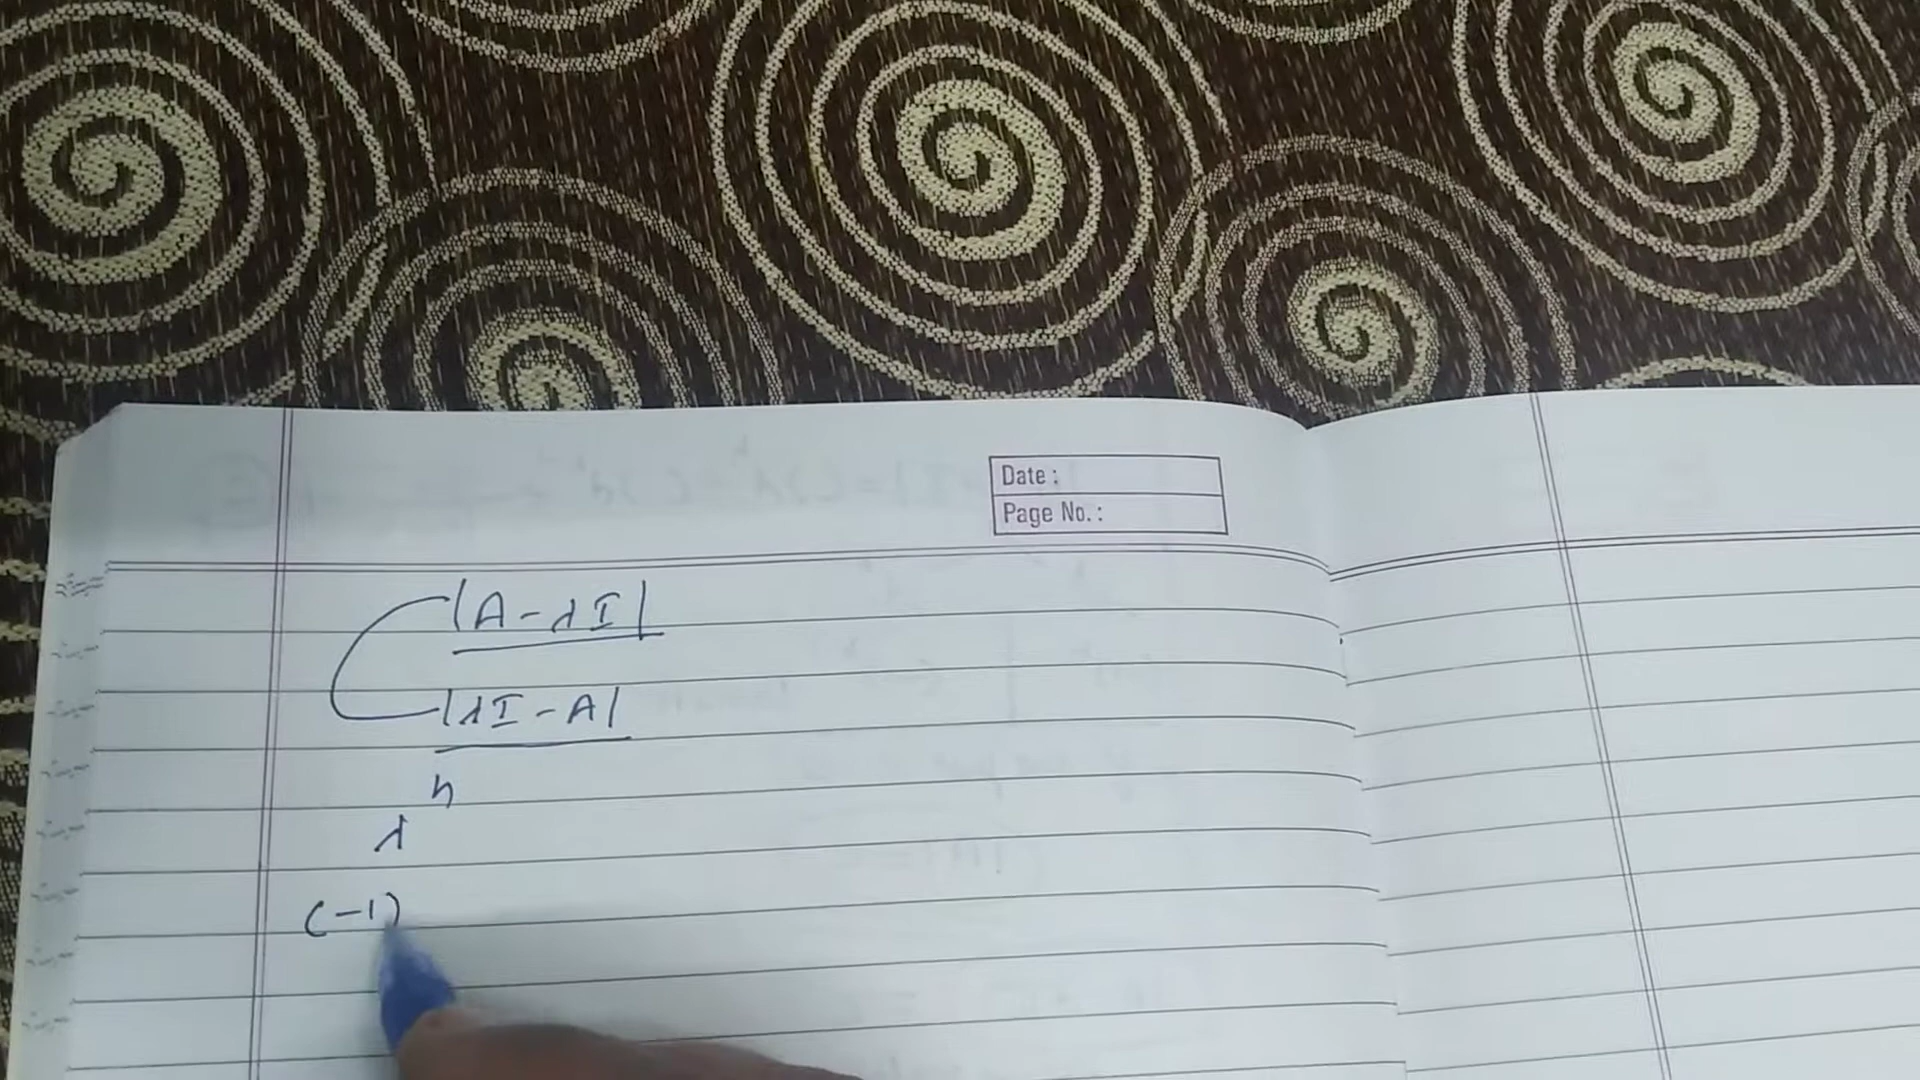 Date :
Page No. :
|A-λI|
|λI-A|
n
λ
(-1)